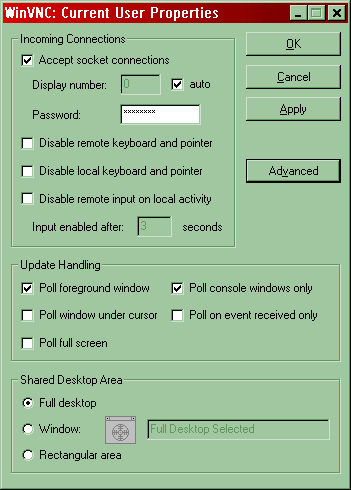 WinVNC: Current User Properties
Incoming Connections
Accept socket connections
Display number: 0 auto
Password: xxxxxxxx
Disable remote keyboard and pointer
Disable local keyboard and pointer
Disable remote input on local activity
Input enabled after: 3 seconds
OK
Cancel
Apply
Advanced
Update Handling
Poll foreground window Poll console windows only
Poll window under cursor Poll on event received only
Poll full screen
Shared Desktop Area
Full desktop
Window: Full Desktop Selected
Rectangular area